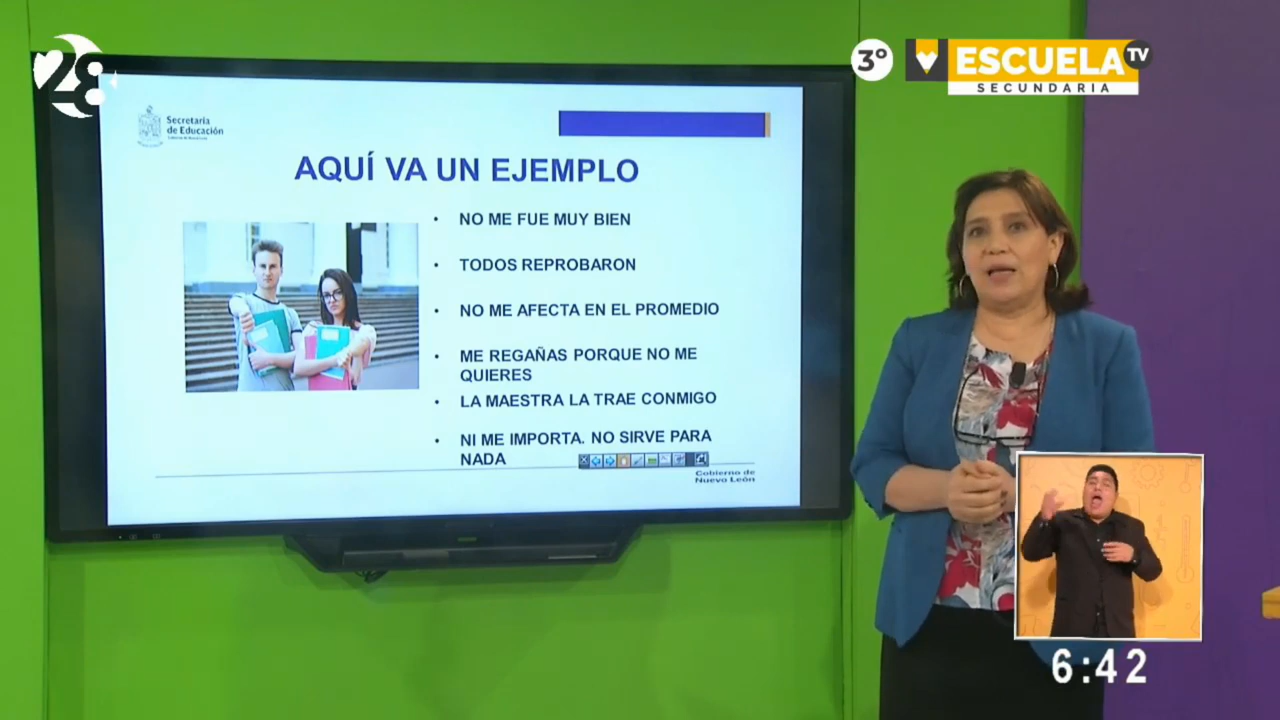 28
3º
ESCUELA TV
SECUNDARIA
Secretaría
de Educación
AQUÍ VA UN EJEMPLO
• NO ME FUE MUY BIEN
• TODOS REPROBARON
• NO ME AFECTA EN EL PROMEDIO
• ME REGAÑAS PORQUE NO ME
QUIERES
• LA MAESTRA LA TRAE CONMIGO
• NI ME IMPORTA. NO SIRVE PARA
NADA
Gobierno de
Nuevo León
6:42